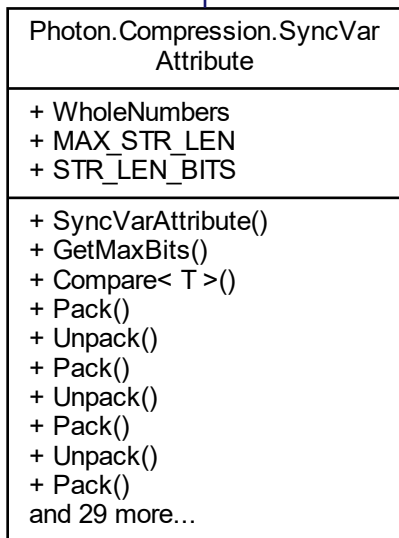 Photon.Compression.SyncVar
Attribute
+ WholeNumbers
+ MAX_STR_LEN
+ STR_LEN_BITS
+ SyncVarAttribute()
+ GetMaxBits()
+ Compare< T >()
+ Pack()
+ Unpack()
+ Pack()
+ Unpack()
+ Pack()
+ Unpack()
+ Pack()
and 29 more...